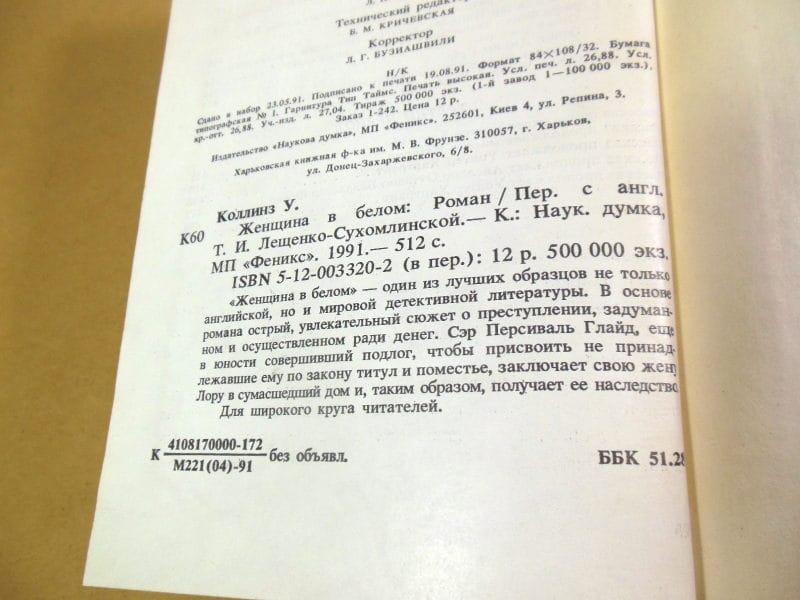 Технический редактор
Б. М. КРИЧЕВСКАЯ
Корректор
Л. Г. БУЗИАШВИЛИ
Н/К
Сдано в набор 23.05.91. Подписано к печати 19.08.91. Формат 84×108/32. Бумага
типографская № 1. Гарнитура Тип Таймс. Печать высокая. Усл. печ. л. 26,88. Усл.
кр.-отт. 26,88. Уч.-изд. л. 27,04. Тираж 500 000 экз. (1-й завод 1—100 000 экз.).
Заказ 1-242. Цена 12 р.
Издательство «Наукова думка», МП «Феникс». 252601, Киев 4, ул. Репина, 3.
Харьковская книжная ф-ка им. М. В. Фрунзе. 310057, г. Харьков,
ул. Донец-Захаржевского, 6/8.
Коллинз У.
К60 Женщина в белом: Роман / Пер. с англ.
Т. И. Лещенко-Сухомлинской.— К.: Наук. думка,
МП «Феникс». 1991.— 512 с.
ISBN 5-12-003320-2 (в пер.): 12 р. 500 000 экз.
«Женщина в белом» — один из лучших образцов не только
английской, но и мировой детективной литературы. В основе
романа острый, увлекательный сюжет о преступлении, задуман-
ном и осуществленном ради денег. Сэр Персиваль Глайд, еще
в юности совершивший подлог, чтобы присвоить не принад-
лежавшие ему по закону титул и поместье, заключает свою жену
Лору в сумасшедший дом и, таким образом, получает ее наследство
Для широкого круга читателей.
К 4108170000-172
М221(04)-91 без объявл.
ББК 51.28